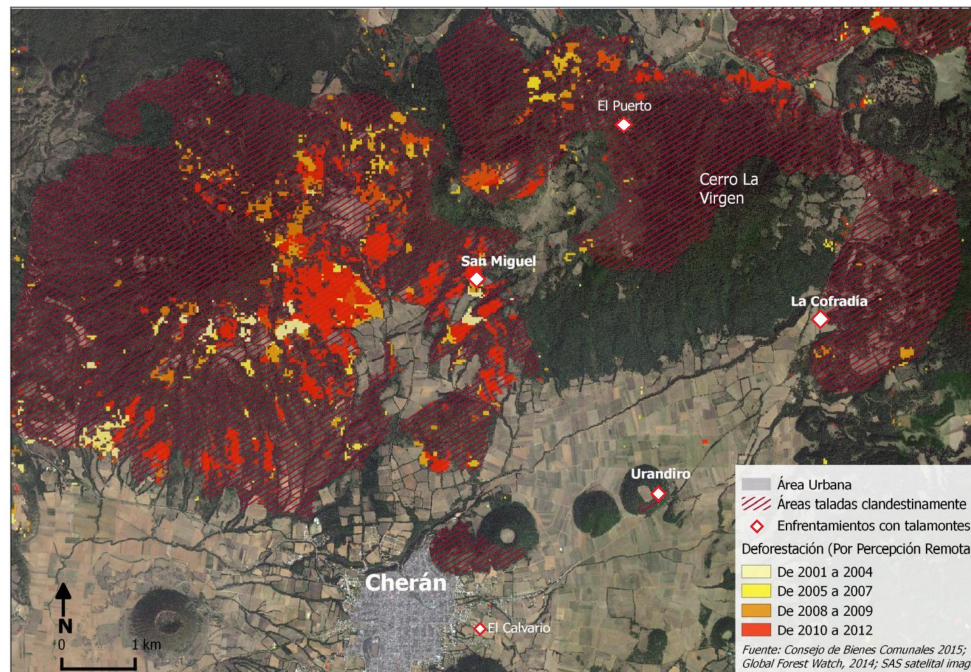 El Puerto
Cerro La
Virgen
San Miguel
La Cofradía
Urandiro
Cherán
El Calvario
N
0 1 km
Área Urbana
Áreas taladas clandestinamente
Enfrentamientos con talamontes
Deforestación (Por Percepción Remota
De 2001 a 2004
De 2005 a 2007
De 2008 a 2009
De 2010 a 2012
Fuente: Consejo de Bienes Comunales 2015;
Global Forest Watch, 2014; SAS satelital